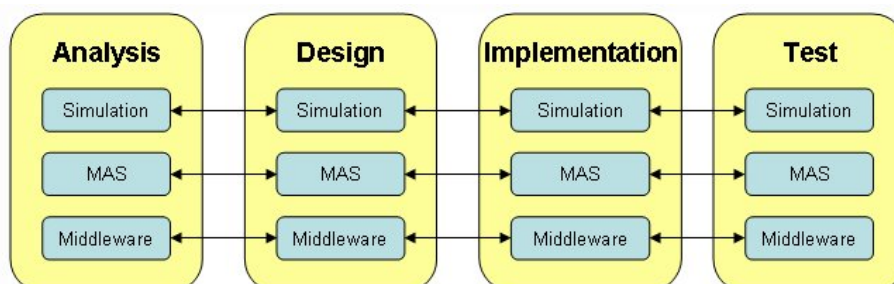 Analysis Design Implementation Test
Simulation Simulation Simulation Simulation
MAS MAS MAS MAS
Middleware Middleware Middleware Middleware